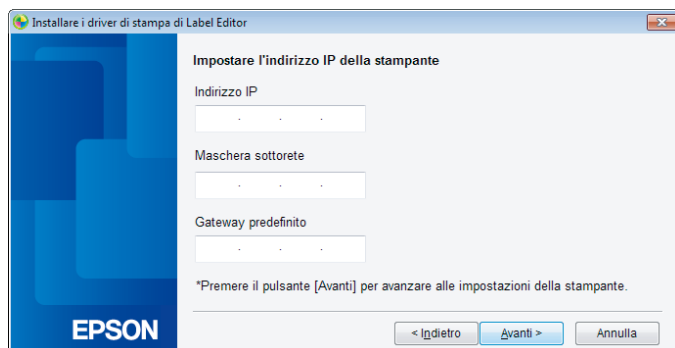 Installare i driver di stampa di Label Editor
Impostare l'indirizzo IP della stampante
Indirizzo IP
. . .
Maschera sottorete
. . .
Gateway predefinito
. . .
*Premere il pulsante [Avanti] per avanzare alle impostazioni della stampante.
EPSON
< Indietro Avanti > Annulla